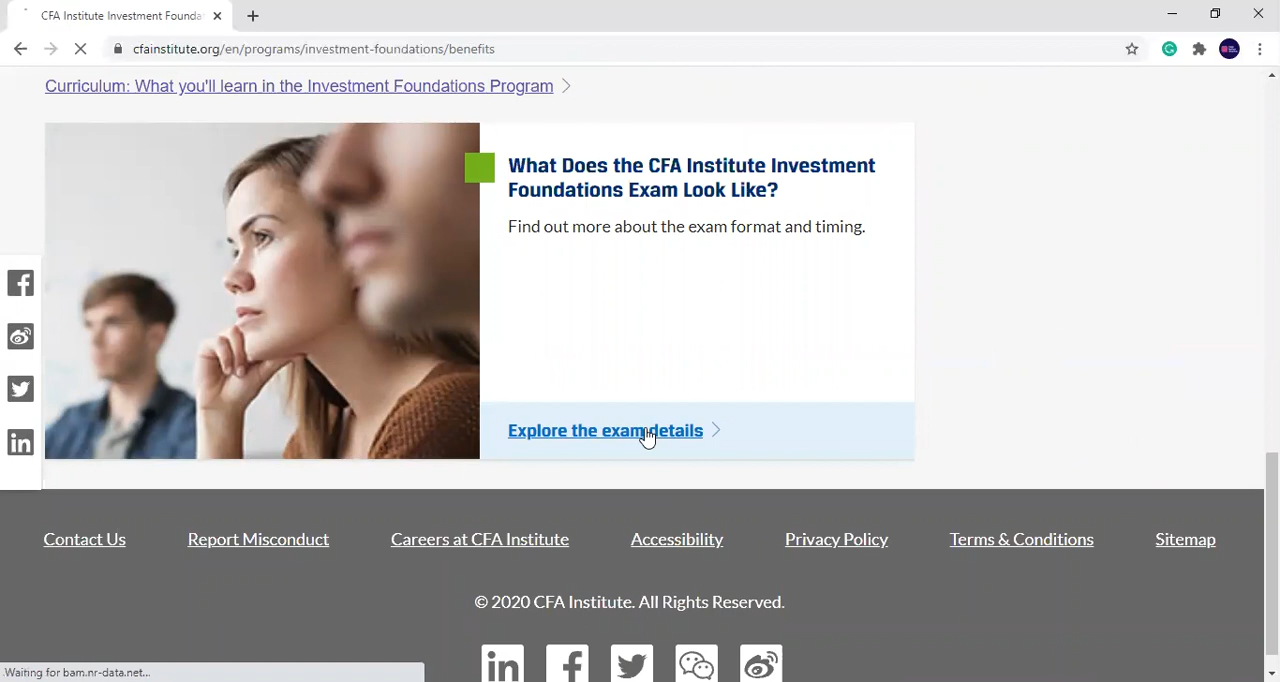 CFA Institute Investment Founda
cfainstitute.org/en/programs/investment-foundations/benefits
Curriculum: What you'll learn in the Investment Foundations Program
What Does the CFA Institute Investment
Foundations Exam Look Like?
Find out more about the exam format and timing.
Explore the exam details
Contact Us Report Misconduct Careers at CFA Institute Accessibility Privacy Policy Terms & Conditions Sitemap
© 2020 CFA Institute. All Rights Reserved.
Waiting for bam.nr-data.net...